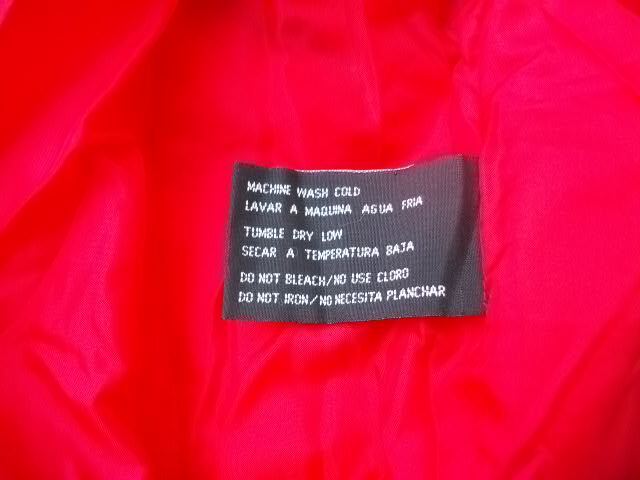 MACHINE WASH COLD
LAVAR A MAQUINA AGUA FRIA
TUMBLE DRY LOW
SECAR A TEMPERATURA BAJA
DO NOT BLEACH/NO USE CLORO
DO NOT IRON/NO NECESITA PLANCHAR